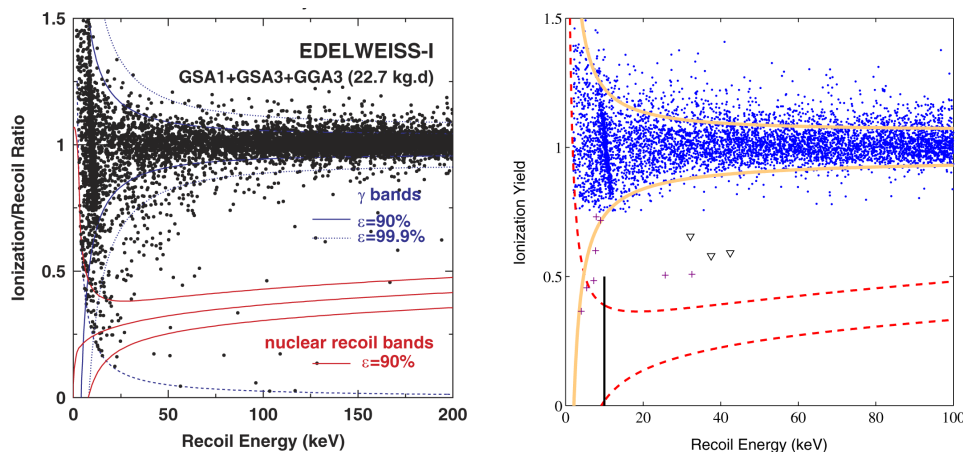 EDELWEISS-I
GSA1+GSA3+GGA3 (22.7 kg.d)
Ionization/Recoil Ratio
1.5
1
0.5
0
γ bands
ε=90%
ε=99.9%
nuclear recoil bands
ε=90%
0 50 100 150 200
Recoil Energy (keV)
Ionization Yield
1.5
1.0
0.5
0
0 20 40 60 80 100
Recoil Energy (keV)